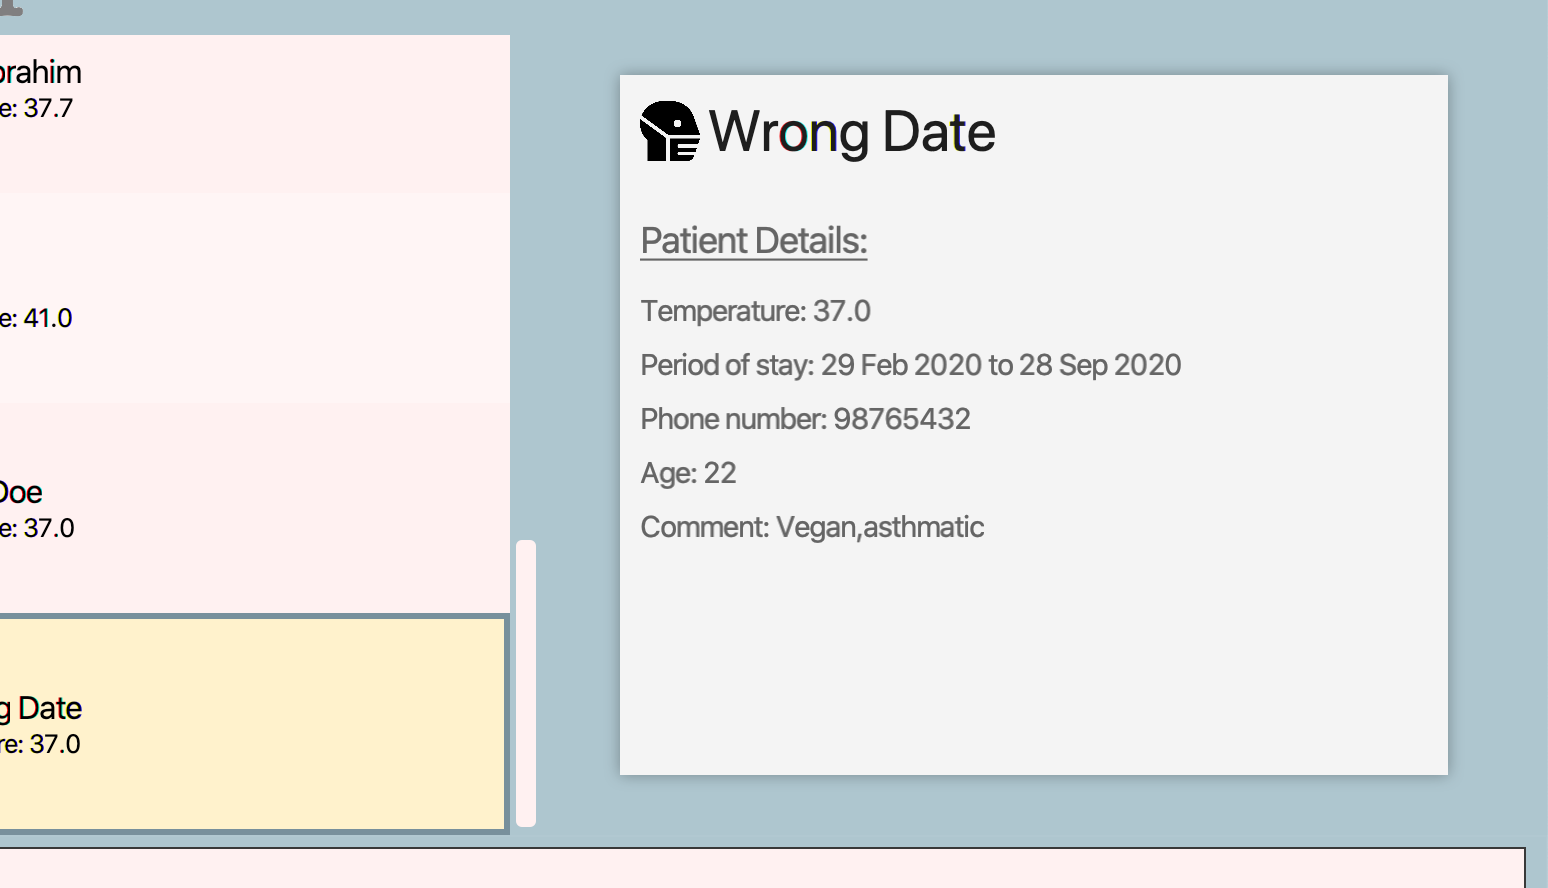 brahim
e: 37.7
e: 41.0
Doe
e: 37.0
g Date
re: 37.0
Wrong Date
Patient Details:
Temperature: 37.0
Period of stay: 29 Feb 2020 to 28 Sep 2020
Phone number: 98765432
Age: 22
Comment: Vegan,asthmatic